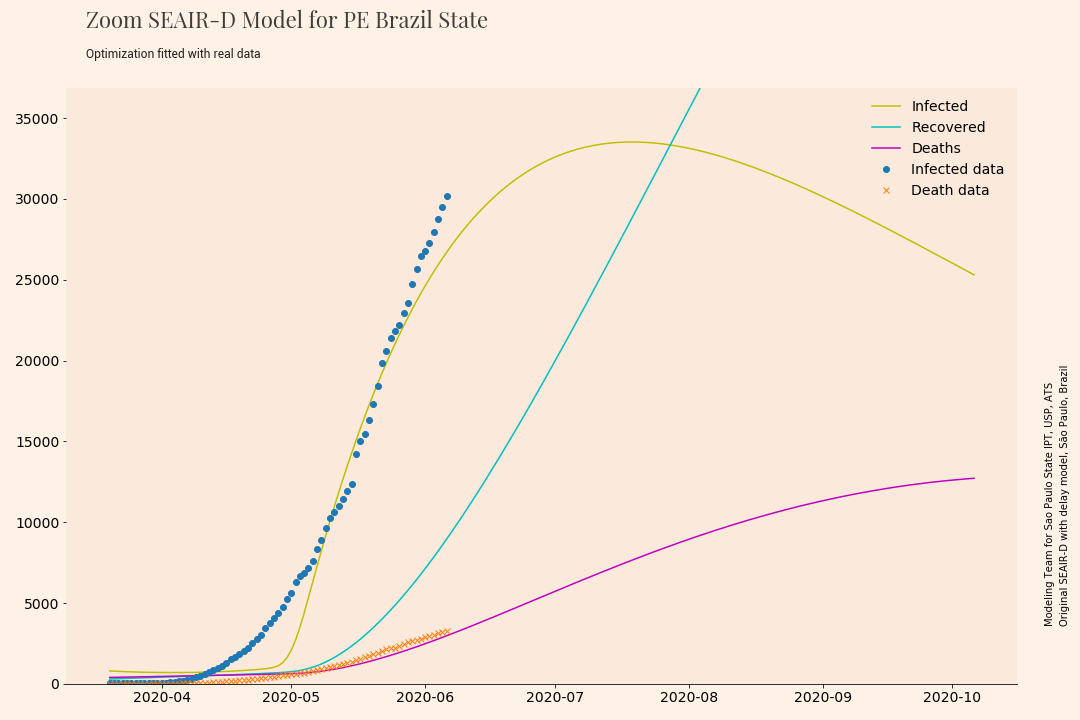 Zoom SEAIR-D Model for PE Brazil State
Optimization fitted with real data
35000
30000
25000
20000
15000
10000
5000
0
2020-04
2020-05
2020-06
2020-07
2020-08
2020-09
2020-10
Infected
Recovered
Deaths
Infected data
Death data
Modeling Team for Sao Paulo State IPT, USP, ATS
Original SEAIR-D with delay model, São Paulo, Brazil